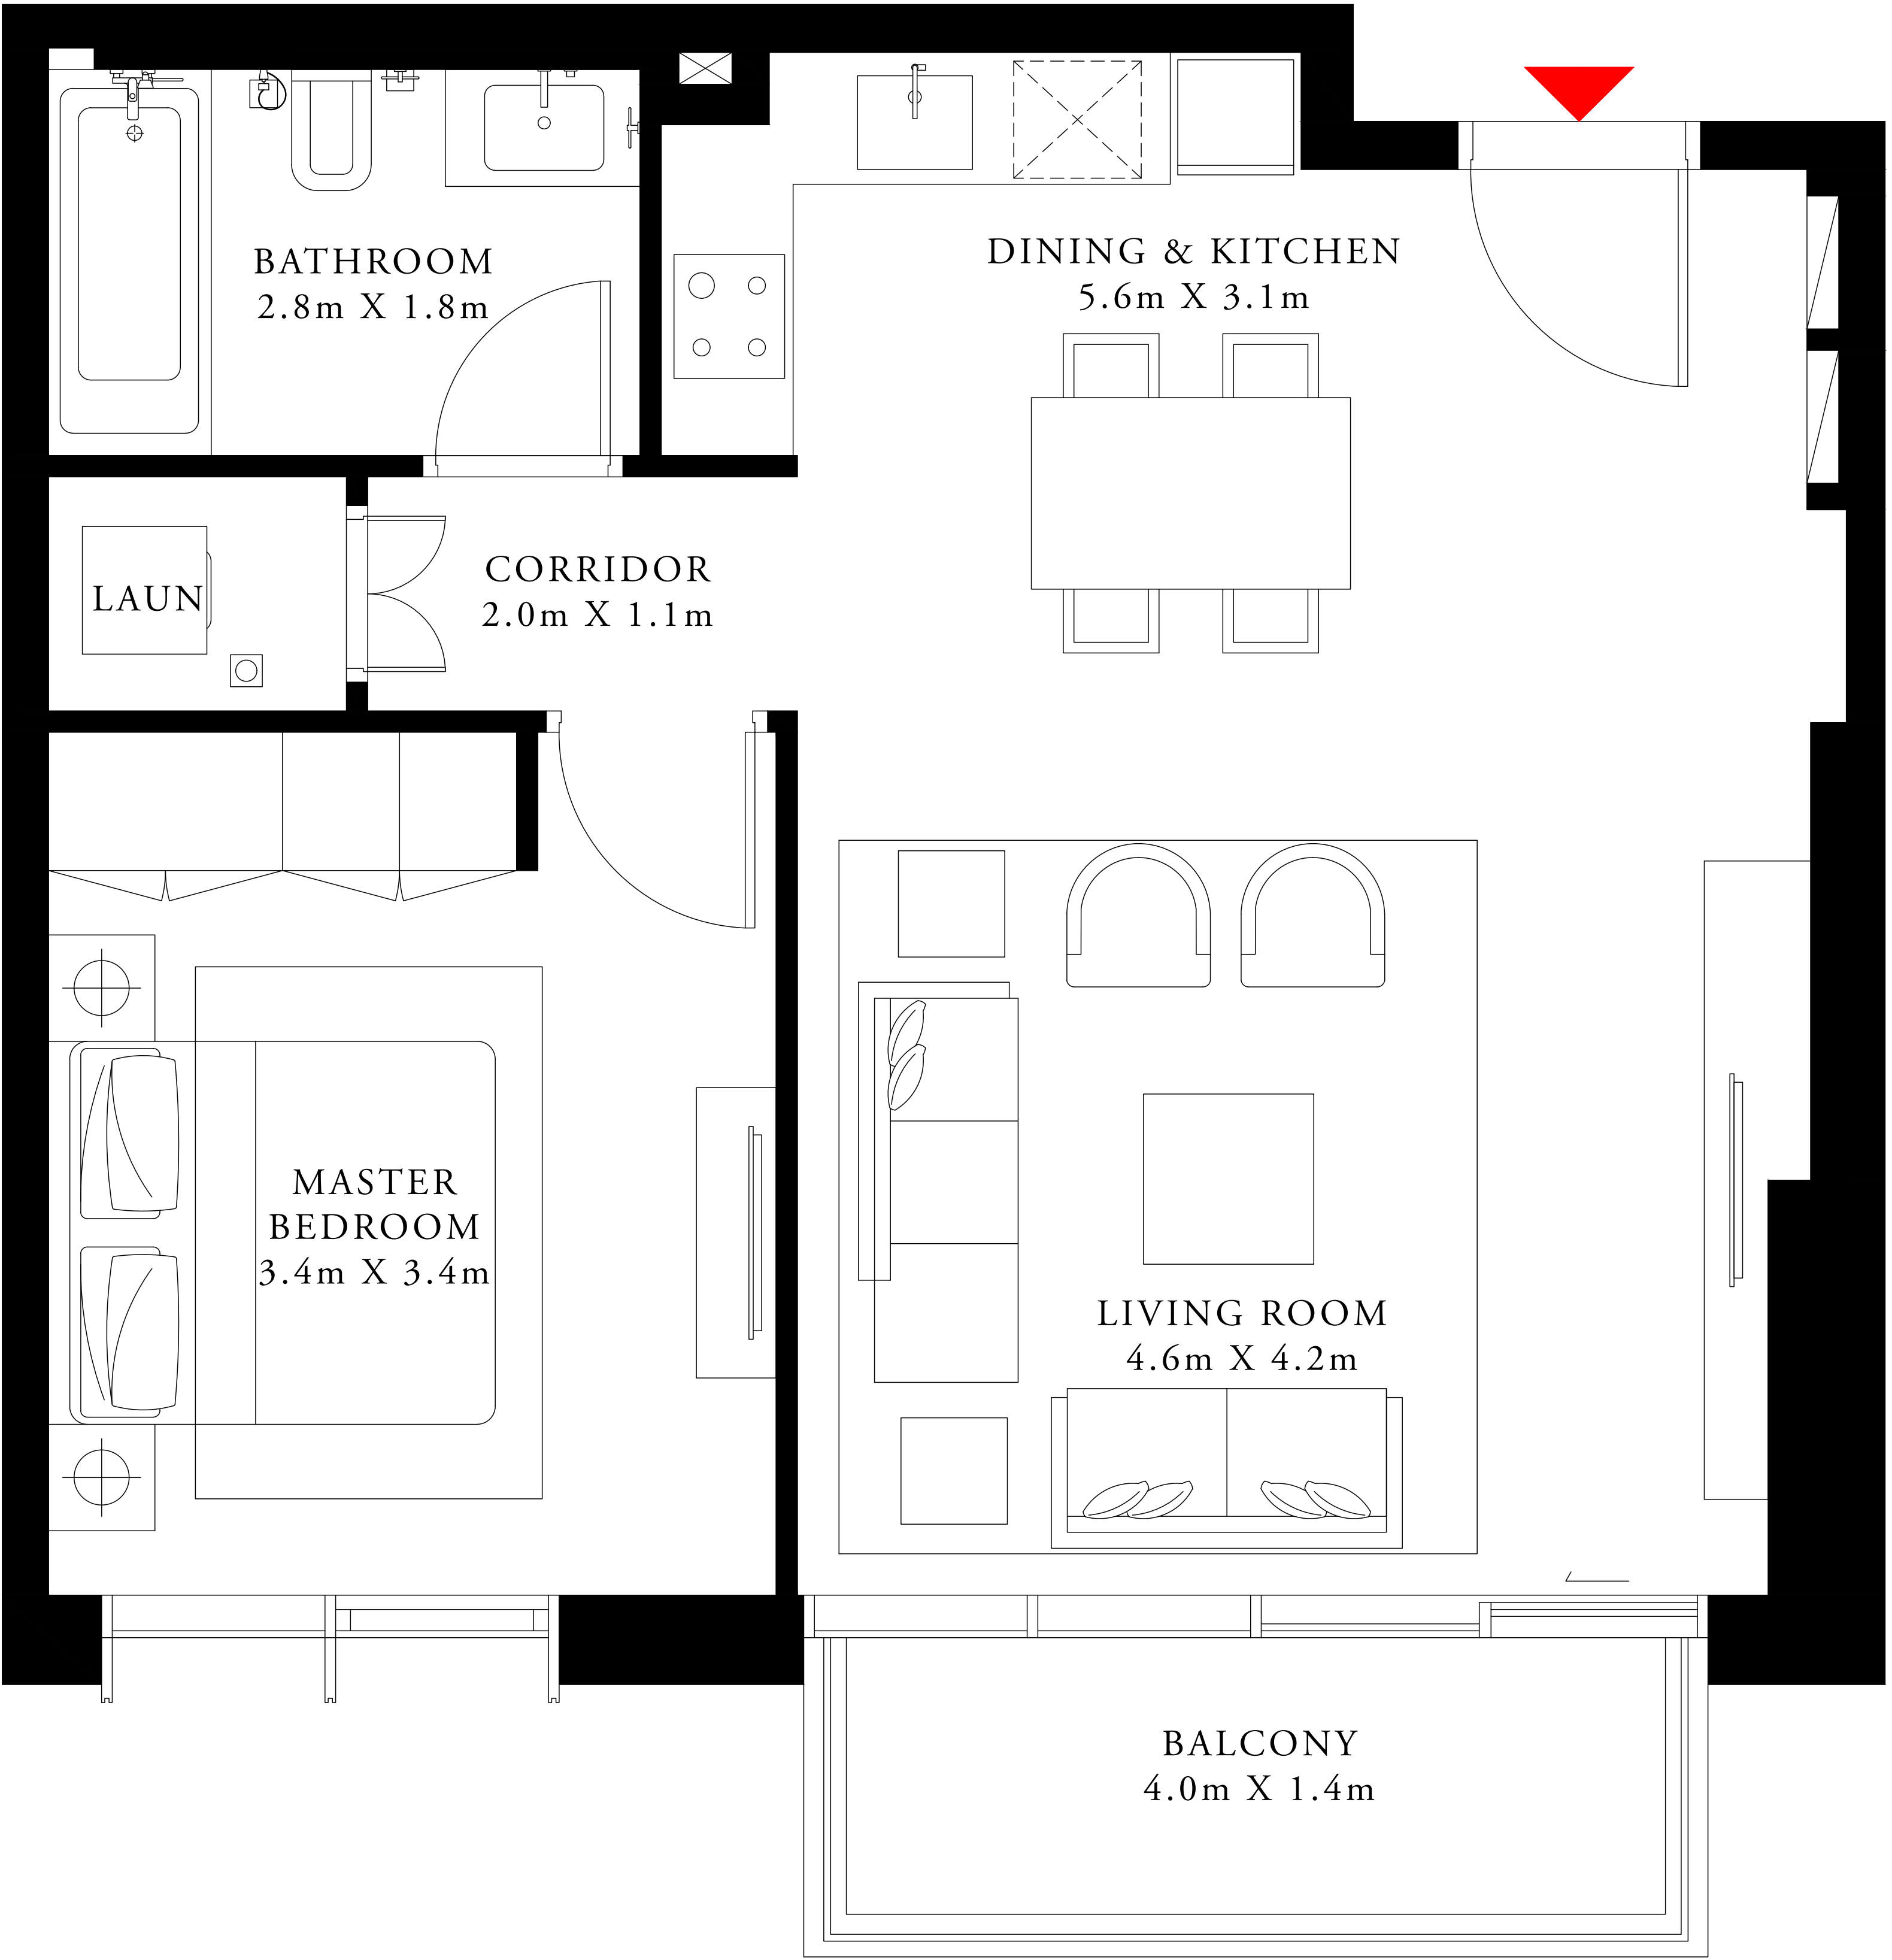 BATHROOM
2.8m X 1.8m
DINING & KITCHEN
5.6m X 3.1m
LAUN
CORRIDOR
2.0m X 1.1m
MASTER
BEDROOM
3.4m X 3.4m
LIVING ROOM
4.6m X 4.2m
BALCONY
4.0m X 1.4m